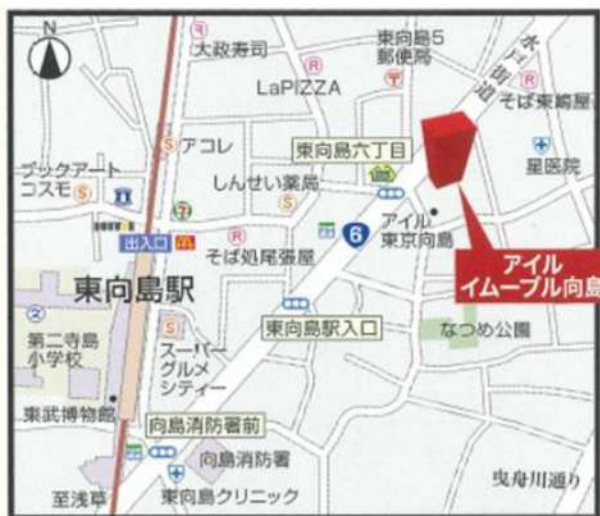 N
大政寿司
R
R
LaPIZZA
東向島5
郵便局
〒
水戸街道
R
そば東嶋屋
星医院
S
アコレ
東向島六丁目
ブックアート
コスモ
S
しんせい薬局
S
6
アイル
東京向島
出入口
M
R
そば処尾張屋
アイル
イムーブル向島
東向島駅
東向島駅入口
なつめ公園
文
第二寺島
小学校
S
スーパー
グルメ
シティー
東武博物館
向島消防署前
向島消防署
至浅草
東向島クリニック
曳舟川通り